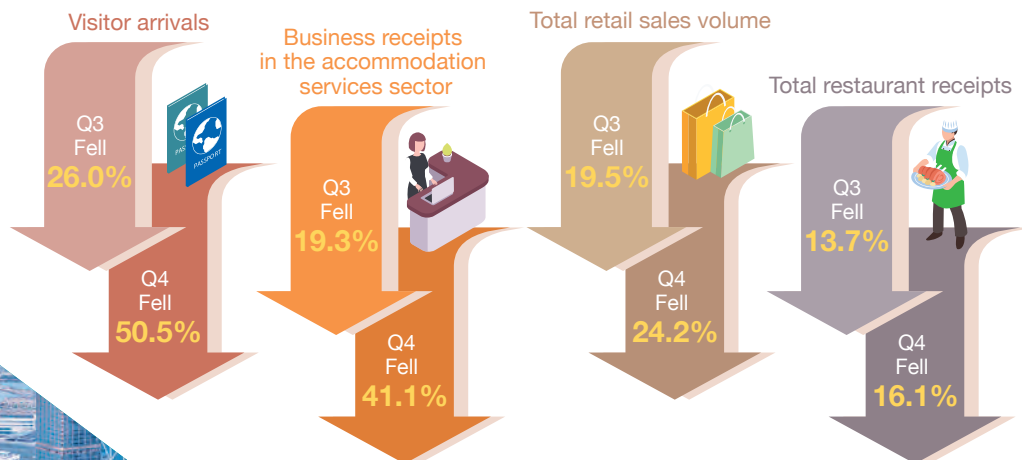 Visitor arrivals
Q3
Fell
26.0%
PASSPORT
PASSPORT
Q4
Fell
50.5%
Business receipts
in the accommodation
services sector
Q3
Fell
19.3%
Q4
Fell
41.1%
Total retail sales volume
Q3
Fell
19.5%
Q4
Fell
24.2%
Total restaurant receipts
Q3
Fell
13.7%
Q4
Fell
16.1%